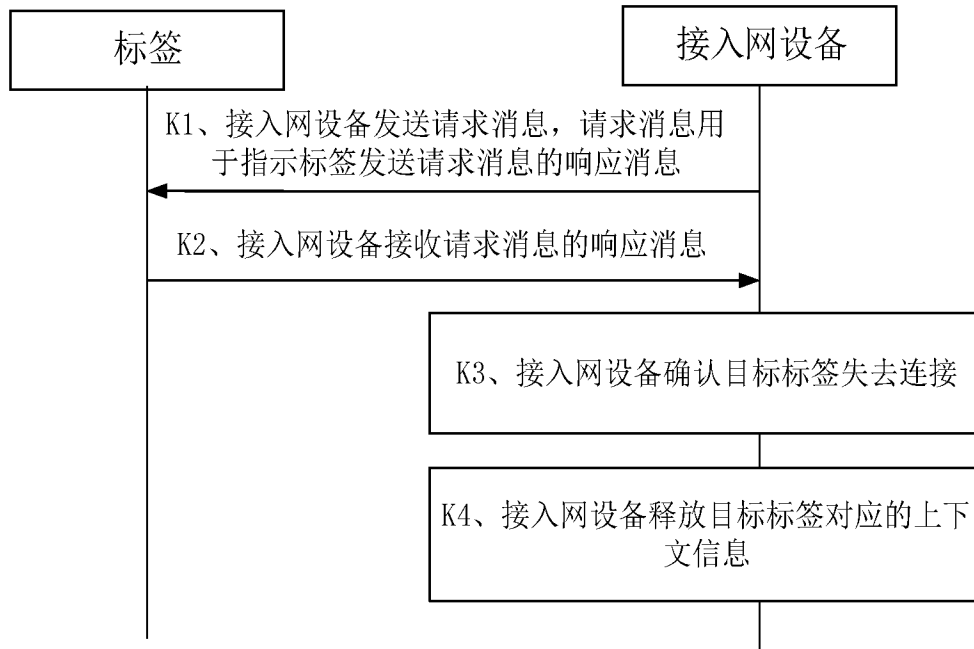 标签
接入网设备
K1、接入网设备发送请求消息，请求消息用
于指示标签发送请求消息的响应消息
K2、接入网设备接收请求消息的响应消息
K3、接入网设备确认目标标签失去连接
K4、接入网设备释放目标标签对应的上下
文信息